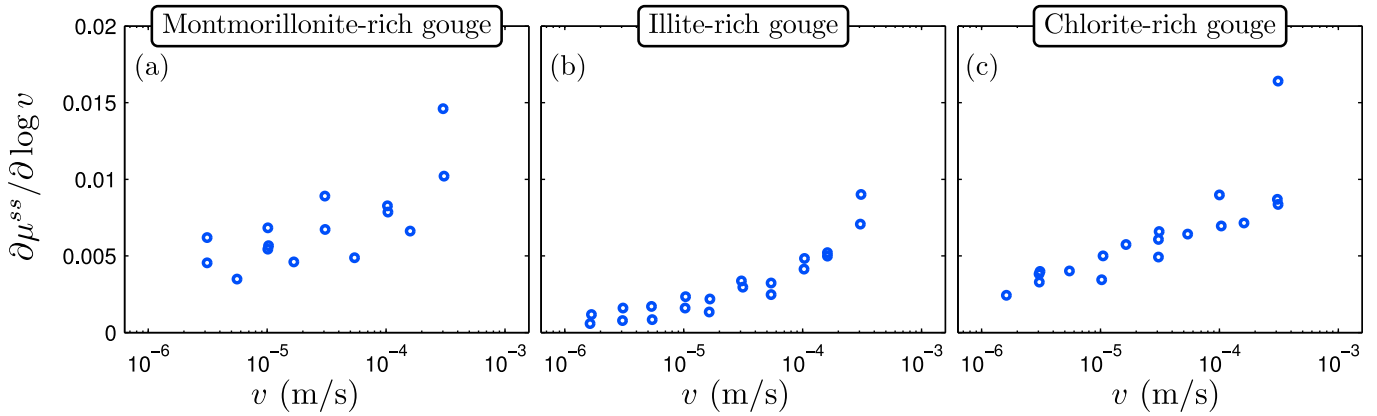 Montmorillonite-rich gouge
Illite-rich gouge
Chlorite-rich gouge
(a)
(b)
(c)
∂μ^{ss}/∂ log v
0.02
0.015
0.01
0.005
0
10^{−6} 10^{−5} 10^{−4} 10^{−3}
10^{−6} 10^{−5} 10^{−4} 10^{−3}
10^{−6} 10^{−5} 10^{−4} 10^{−3}
v (m/s)
v (m/s)
v (m/s)